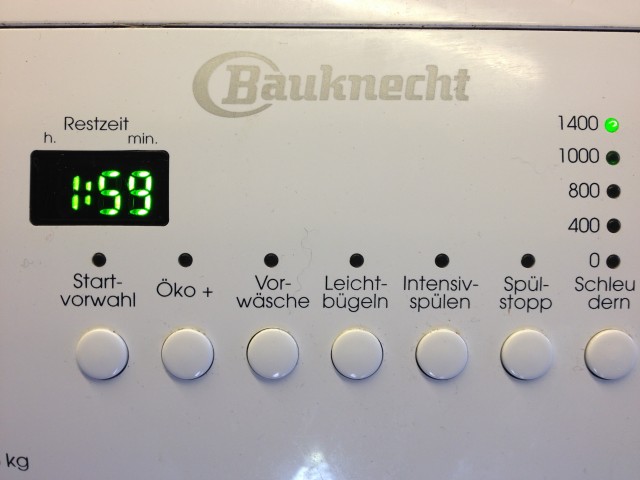 Bauknecht
Restzeit
h. min.
1:59
1400
1000
800
400
0
Start-
vorwahl
Öko +
Vor-
wäsche
Leicht-
bügeln
Intensiv-
spülen
Spül-
stopp
Schleu
dern
kg